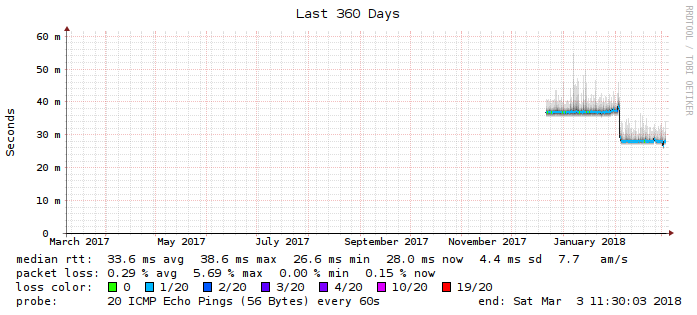 Last 360 Days
RRDTOOL / TOBI OETIKER
Seconds
60 m
50 m
40 m
30 m
20 m
10 m
0
March 2017 May 2017 July 2017 September 2017 November 2017 January 2018
median rtt: 33.6 ms avg 38.6 ms max 26.6 ms min 28.0 ms now 4.4 ms sd 7.7 am/s
packet loss: 0.29 % avg 5.69 % max 0.00 % min 0.15 % now
loss color: 0 1/20 2/20 3/20 4/20 10/20 19/20
probe: 20 ICMP Echo Pings (56 Bytes) every 60s end: Sat Mar 3 11:30:03 2018